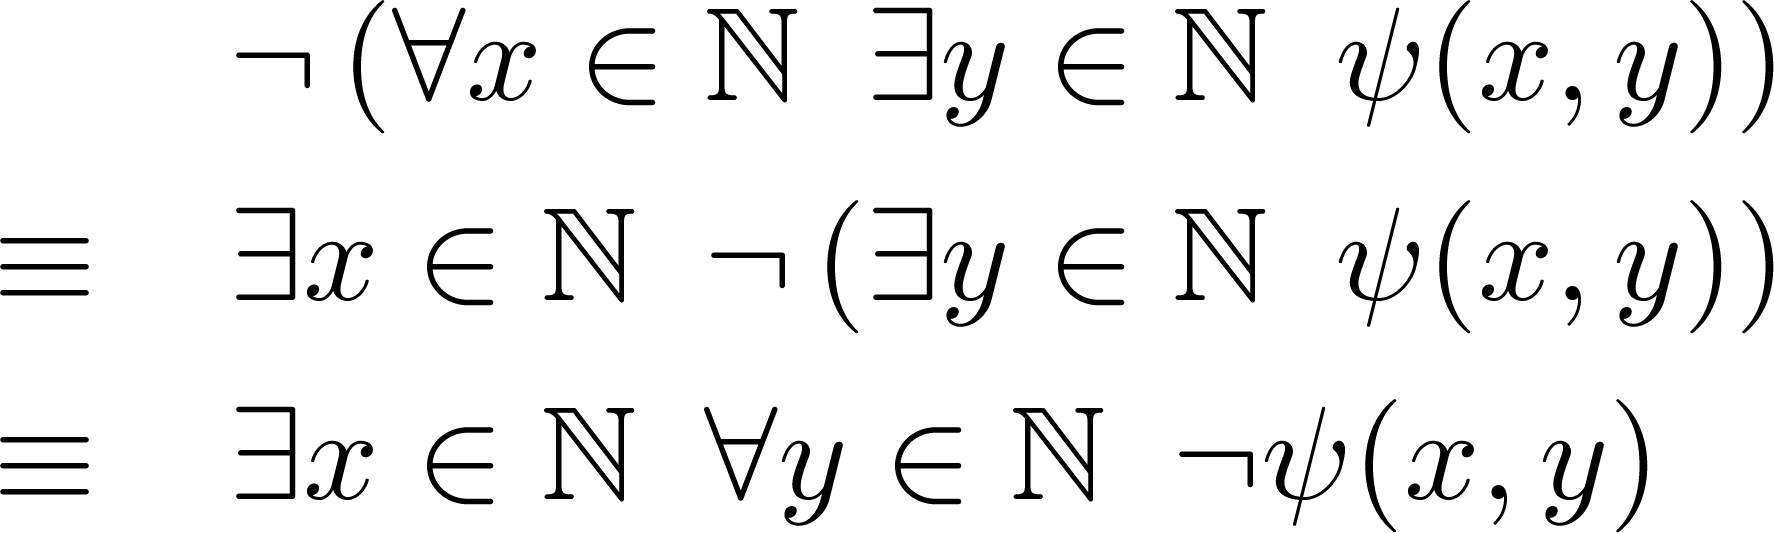 ¬ (∀x ∈ ℕ ∃y ∈ ℕ ψ(x, y))
≡ ∃x ∈ ℕ ¬ (∃y ∈ ℕ ψ(x, y))
≡ ∃x ∈ ℕ ∀y ∈ ℕ ¬ψ(x, y)